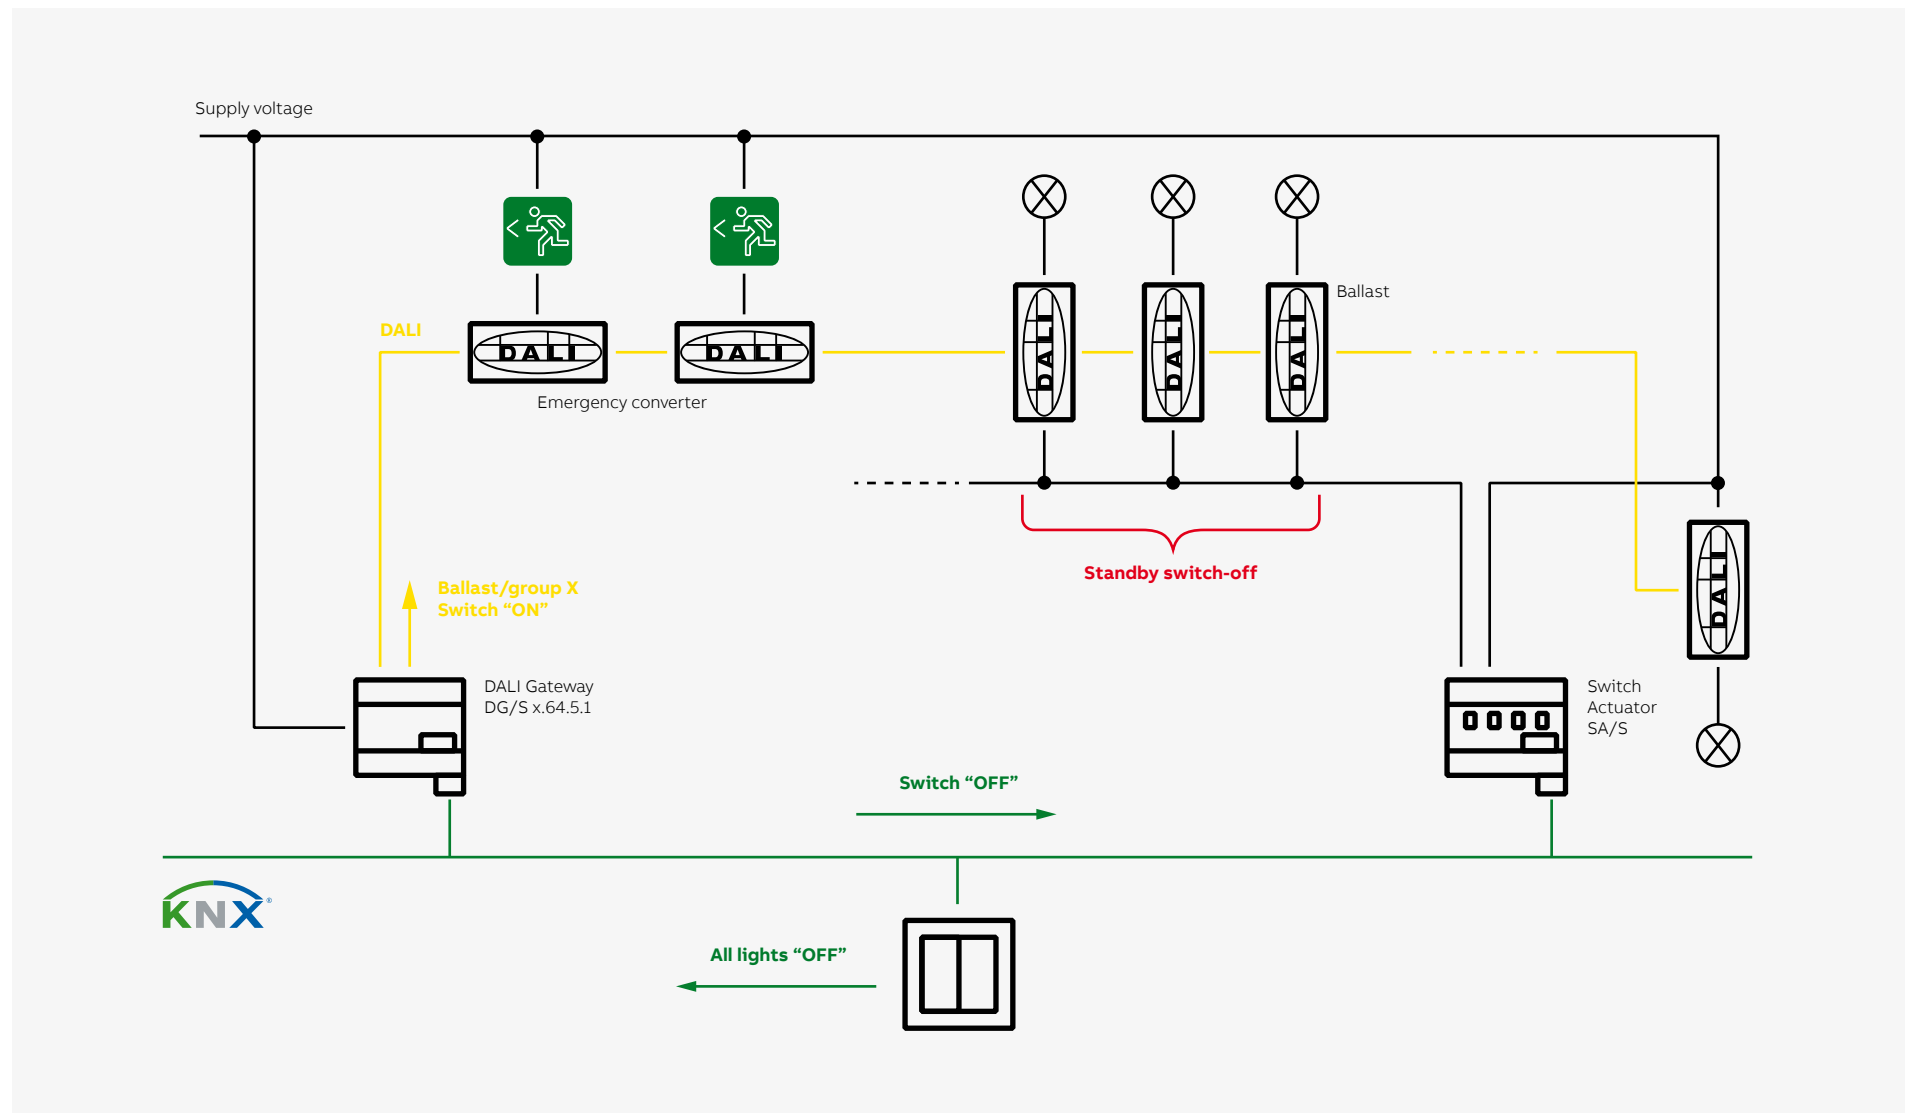 Supply voltage
DALI
DALI
DALI
Emergency converter
DALI
DALI
DALI
Ballast
Standby switch-off
DALI
Ballast/group X
Switch “ON”
DALI Gateway
DG/S x.64.5.1
Switch
Actuator
SA/S
Switch “OFF”
KNX®
All lights “OFF”